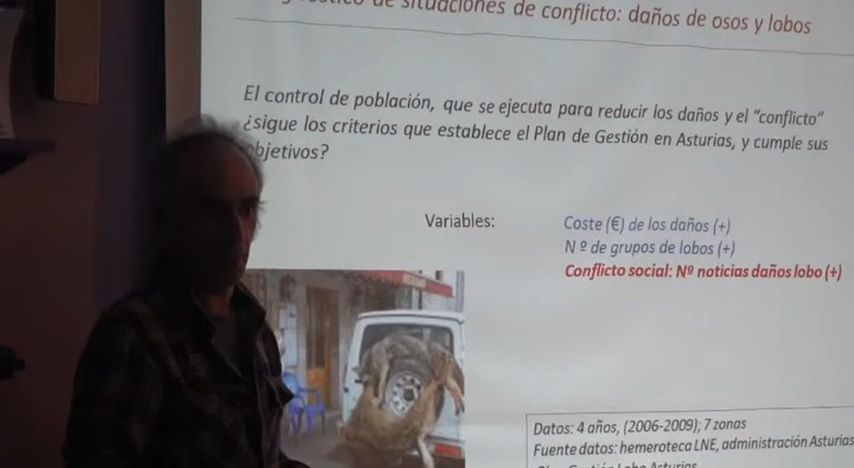 de situaciones de conflicto: daños de osos y lobos
El control de población, que se ejecuta para reducir los daños y el “conflicto”
¿sigue los criterios que establece el Plan de Gestión en Asturias, y cumple sus
objetivos?
Variables:
Coste (€) de los daños (+)
N º de grupos de lobos (+)
Conflicto social: Nº noticias daños lobo (+)
Datos: 4 años, (2006-2009); 7 zonas
Fuente datos: hemeroteca LNE, administración Asturias
Lobo Asturias